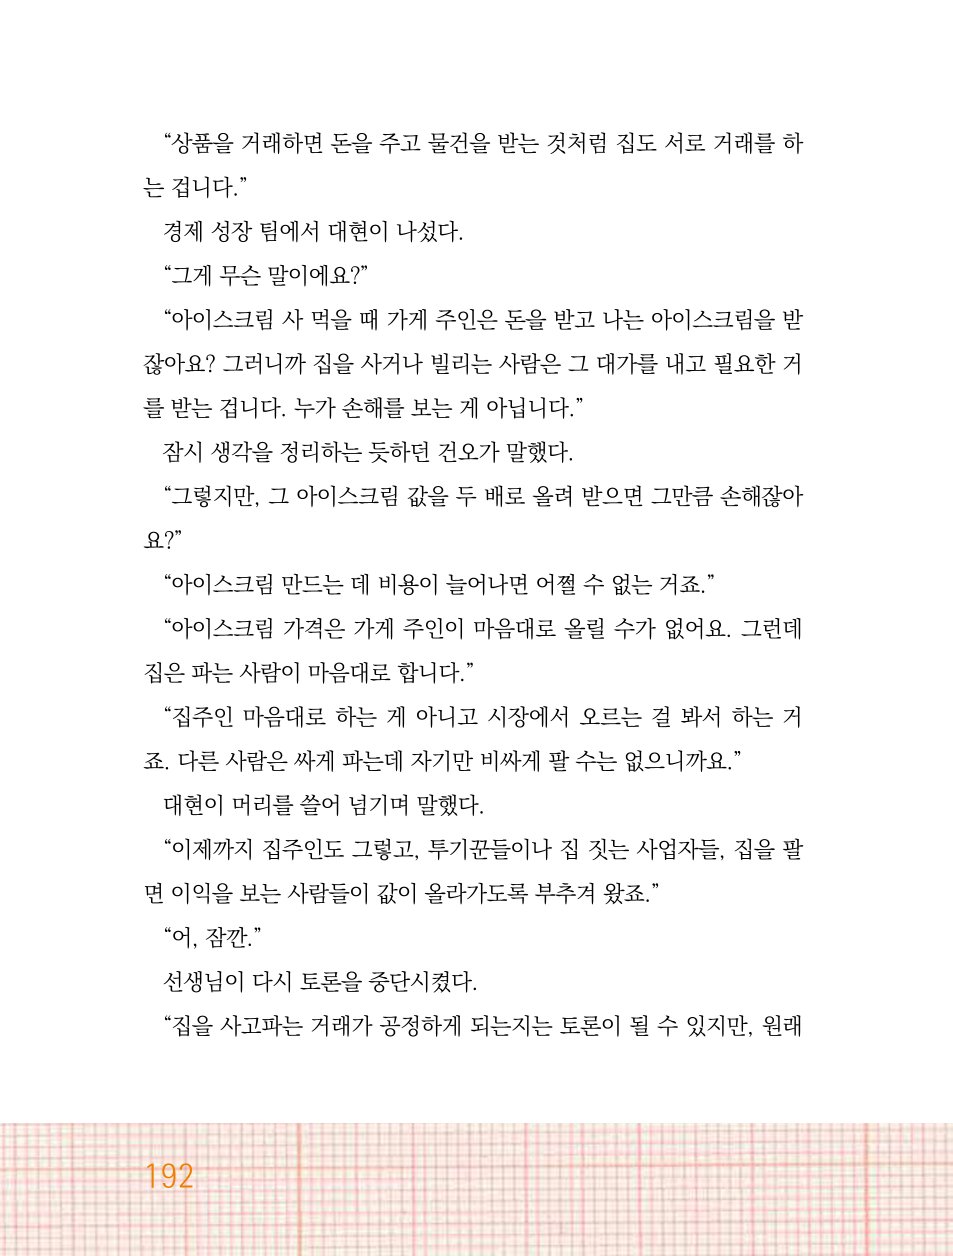 “상품을 거래하면 돈을 주고 물건을 받는 것처럼 집도 서로 거래를 하
는 겁니다.”
경제 성장 팀에서 대현이 나섰다.
“그게 무슨 말이에요?”
“아이스크림 사 먹을 때 가게 주인은 돈을 받고 나는 아이스크림을 받
잖아요? 그러니까 집을 사거나 빌리는 사람은 그 대가를 내고 필요한 거
를 받는 겁니다. 누가 손해를 보는 게 아닙니다.”
잠시 생각을 정리하는 듯하던 건오가 말했다.
“그렇지만, 그 아이스크림 값을 두 배로 올려 받으면 그만큼 손해잖아
요?”
“아이스크림 만드는 데 비용이 늘어나면 어쩔 수 없는 거죠.”
“아이스크림 가격은 가게 주인이 마음대로 올릴 수가 없어요. 그런데
집은 파는 사람이 마음대로 합니다.”
“집주인 마음대로 하는 게 아니고 시장에서 오르는 걸 봐서 하는 거
죠. 다른 사람은 싸게 파는데 자기만 비싸게 팔 수는 없으니까요.”
대현이 머리를 쓸어 넘기며 말했다.
“이제까지 집주인도 그렇고, 투기꾼들이나 집 짓는 사업자들, 집을 팔
면 이익을 보는 사람들이 값이 올라가도록 부추겨 왔죠.”
“어, 잠깐.”
선생님이 다시 토론을 중단시켰다.
“집을 사고파는 거래가 공정하게 되는지는 토론이 될 수 있지만, 원래
192